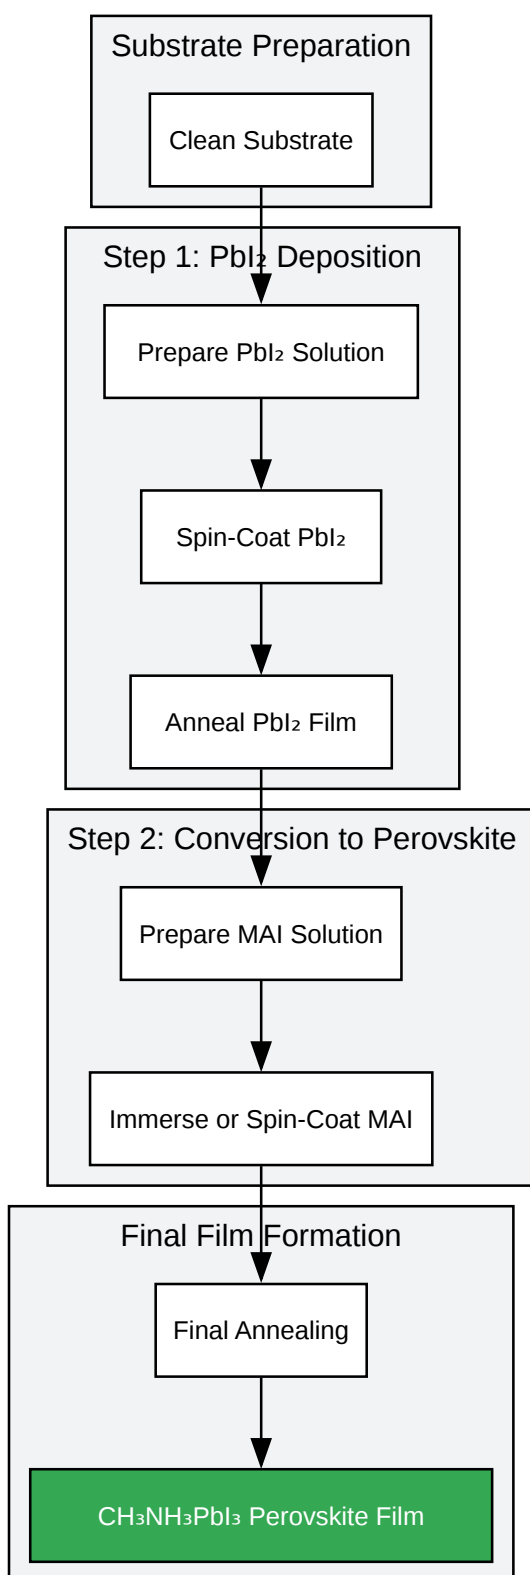 Substrate Preparation
Clean Substrate
Step 1: PbI₂ Deposition
Prepare PbI₂ Solution
Spin-Coat PbI₂
Anneal PbI₂ Film
Step 2: Conversion to Perovskite
Prepare MAI Solution
Immerse or Spin-Coat MAI
Final Film Formation
Final Annealing
CH₃NH₃PbI₃ Perovskite Film